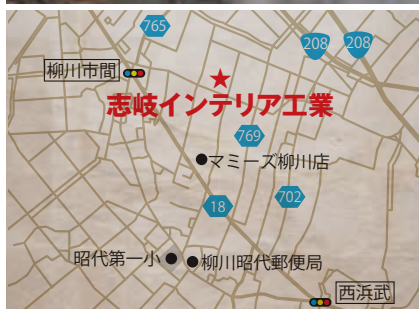 765
208
208
柳川市間
志岐インテリア工業
769
マミーズ柳川店
702
18
昭代第一小
柳川昭代郵便局
西浜武